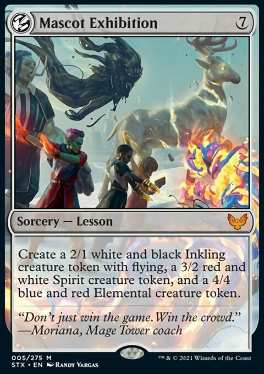 Mascot Exhibition 7
Sorcery — Lesson
Create a 2/1 white and black Inkling
creature token with flying, a 3/2 red and
white Spirit creature token, and a 4/4
blue and red Elemental creature token.
“Don’t just win the game. Win the crowd.”
—Moriana, Mage Tower coach
005/275 M
STX • EN RANDY VARGAS
™ & © 2021 Wizards of the Coast